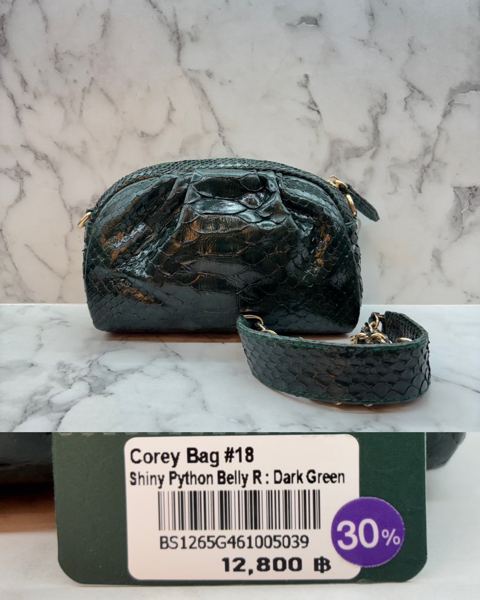 Corey Bag #18
Shiny Python Belly R : Dark Green
BS1265G461005039
30%
12,800 ฿